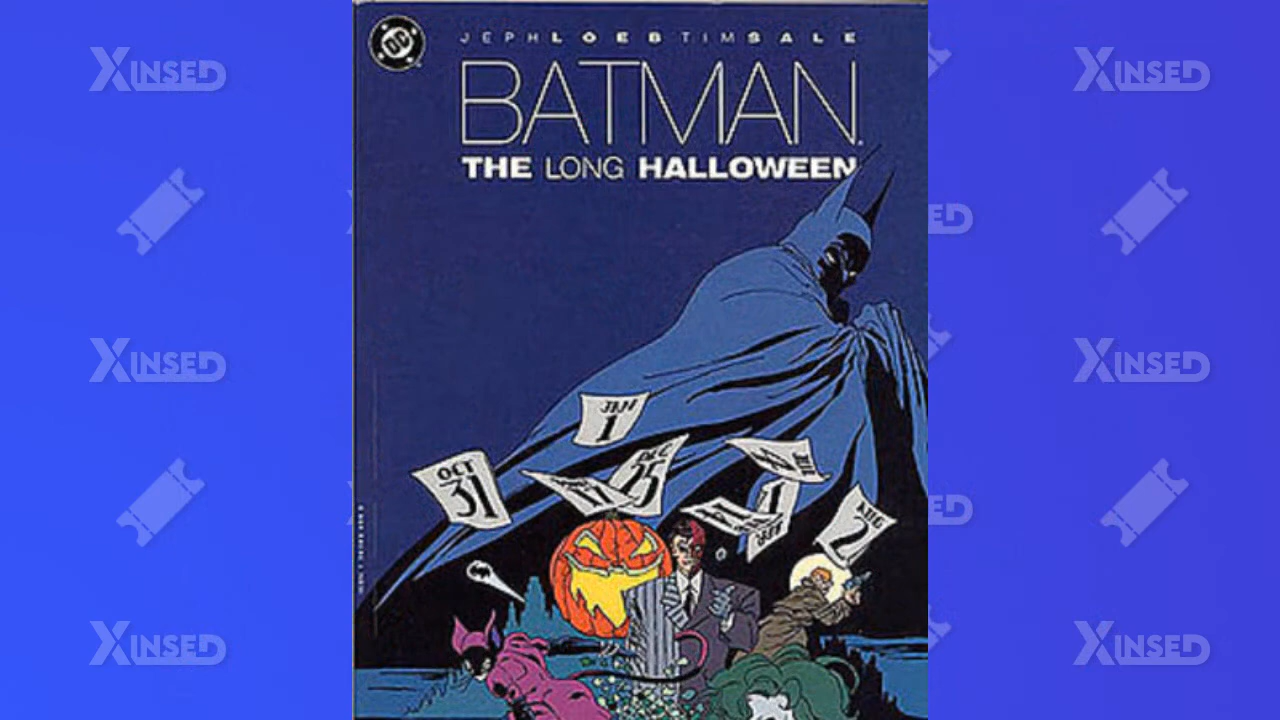 DC
JEPH LOEB TIM SALE
BATMAN
THE LONG HALLOWEEN
XINSED
XINSED
JAN
1
OCT
31
DEC
25
AUG
2
XINSED
XINSED
XINSED
XINSED